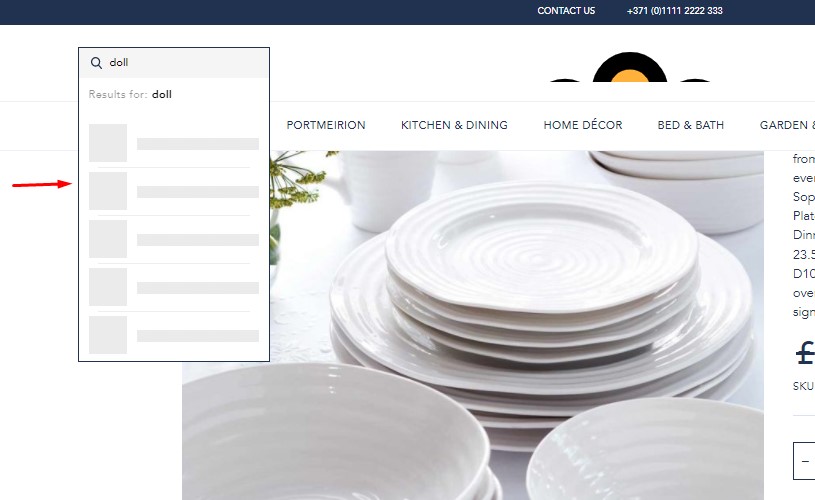 CONTACT US +371 (0)1111 2222 333
doll
Results for: doll
PORTMEIRION KITCHEN & DINING HOME DÉCOR BED & BATH GARDEN &
from
ever
Sop
Plat
Dinn
23.5
D10
over
sign
£
SKU
–